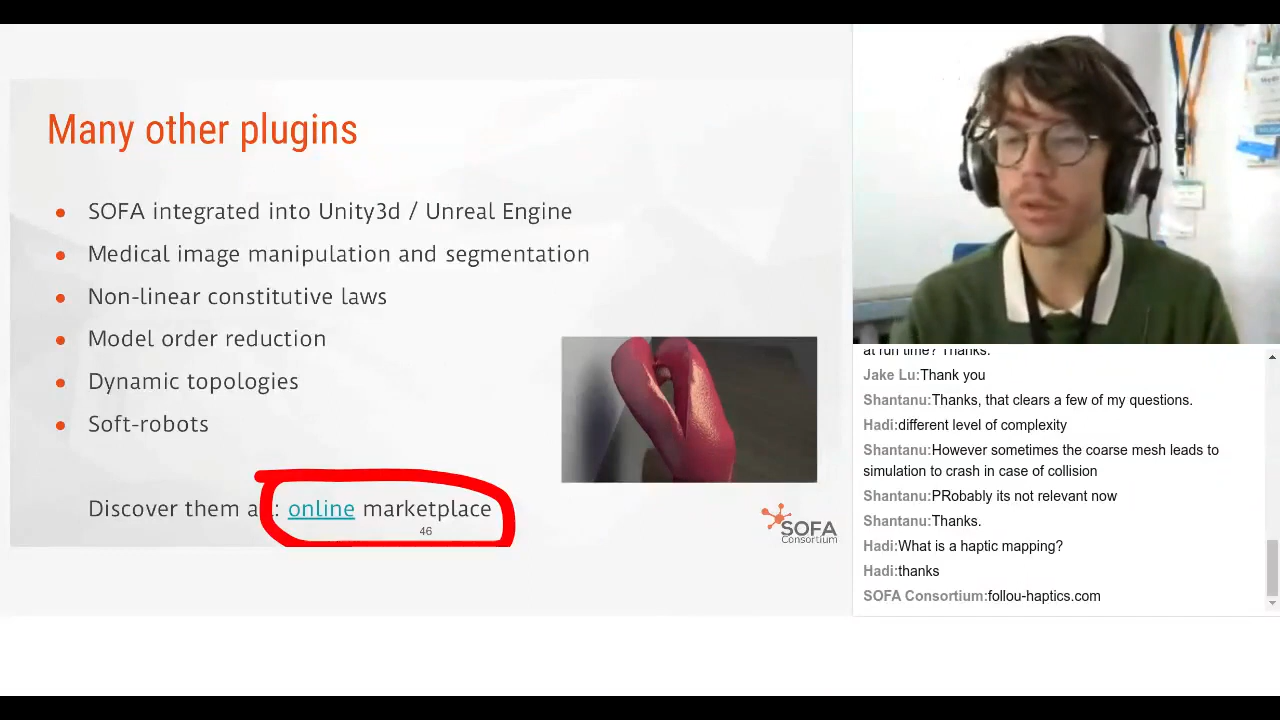 Many other plugins
SOFA integrated into Unity3d / Unreal Engine
Medical image manipulation and segmentation
Non-linear constitutive laws
Model order reduction
Dynamic topologies
Soft-robots
Discover them a : online marketplace
46
SOFA
Consortium
at run time? Thanks.
Jake Lu:Thank you
Shantanu:Thanks, that clears a few of my questions.
Hadi:different level of complexity
Shantanu:However sometimes the coarse mesh leads to
simulation to crash in case of collision
Shantanu:PRobably its not relevant now
Shantanu:Thanks.
Hadi:What is a haptic mapping?
Hadi:thanks
SOFA Consortium:follou-haptics.com